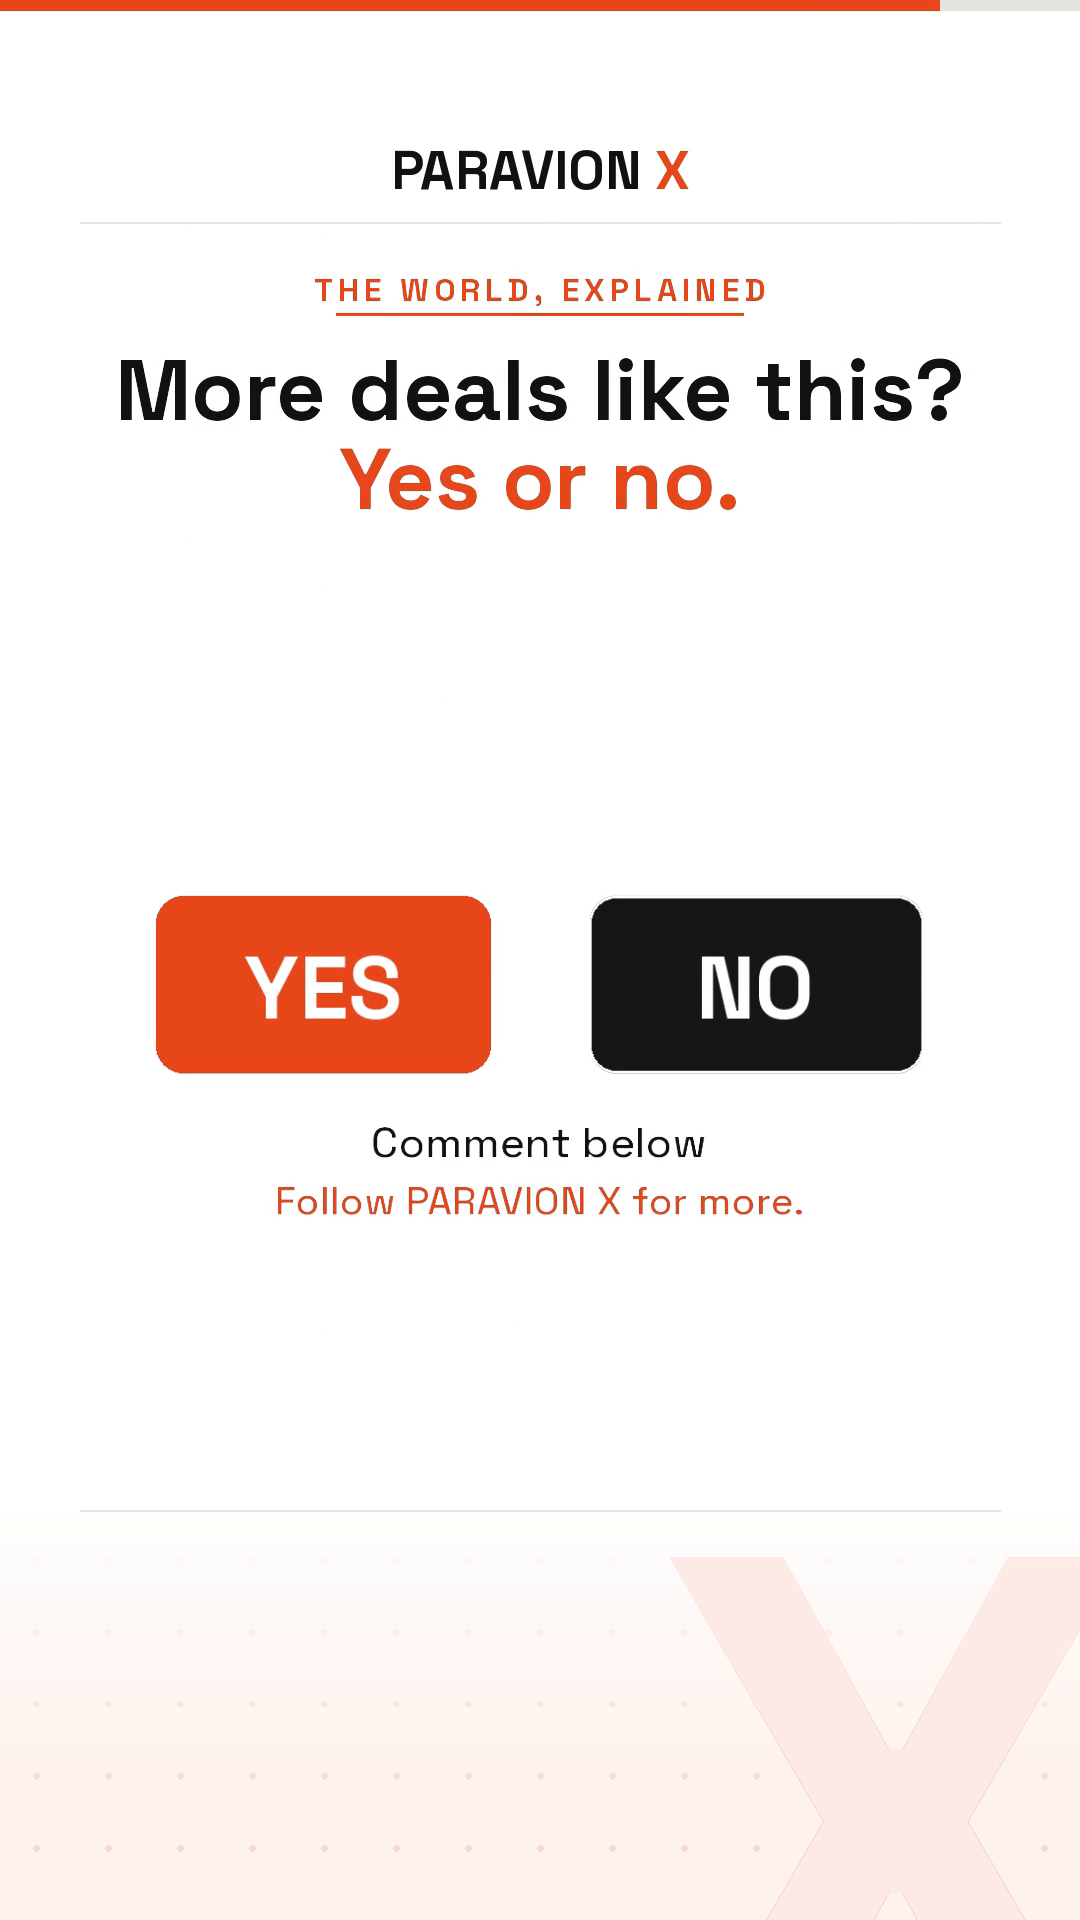 PARAVION X
THE WORLD, EXPLAINED
More deals like this?
Yes or no.
YES
NO
Comment below
Follow PARAVION X for more.
X